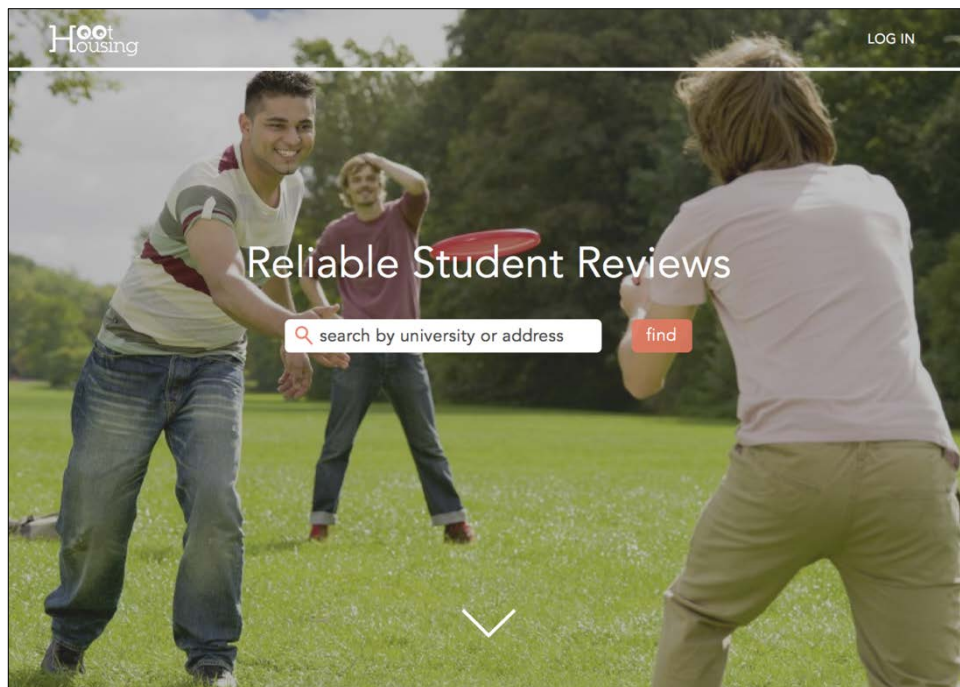 Hoot
Housing
LOG IN
Reliable Student Reviews
search by university or address
find